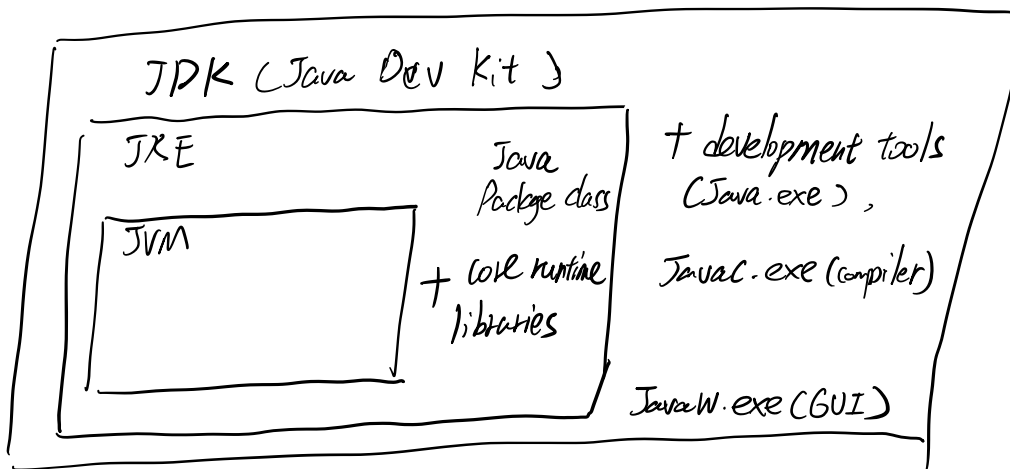 JDK (Java Dev Kit)
JRE
Java
Package class
JVM
+ core runtime
libraries
+ development tools
(Java.exe),
Javac.exe (compiler)
JavaW.exe (GUI)